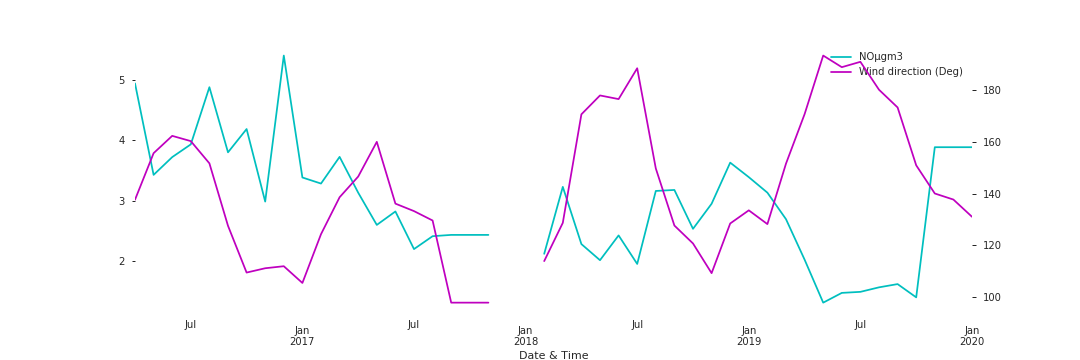 NOμgm3
Wind direction (Deg)
5
4
3
2
180
160
140
120
100
Jul
Jan
2017
Jul
Jan
2018
Jul
Jan
2019
Jul
Jan
2020
Date & Time